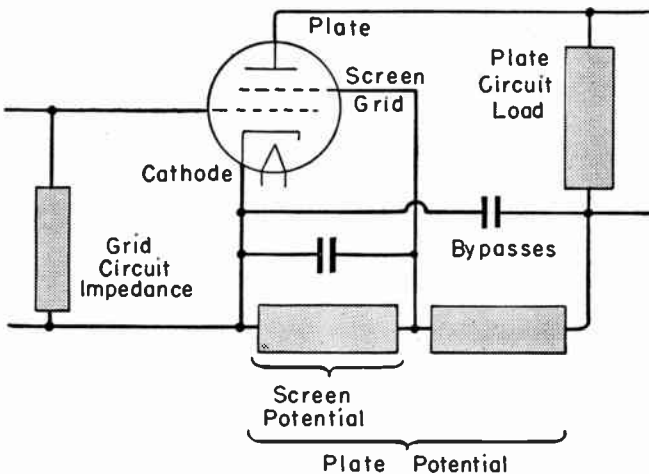 Plate
Screen
Grid
Plate
Circuit
Load
Cathode
Grid
Circuit
Impedance
Bypasses
Screen
Potential
Plate Potential